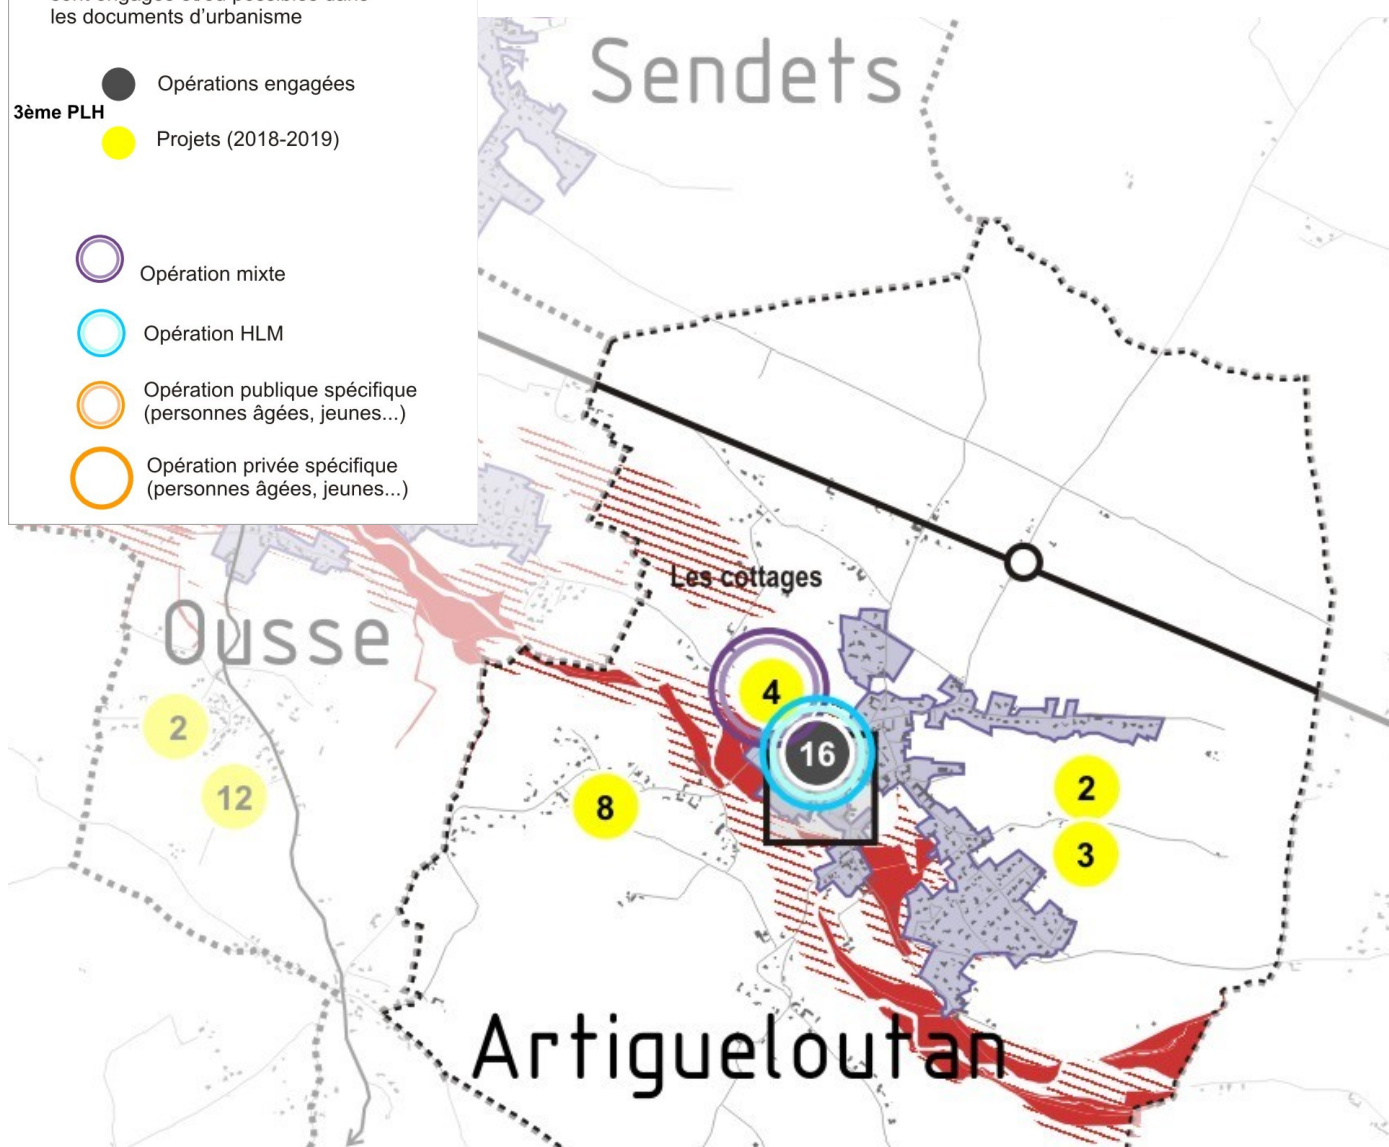 les documents d'urbanisme
Opérations engagées
3ème PLH
Projets (2018-2019)
Opération mixte
Opération HLM
Opération publique spécifique
(personnes âgées, jeunes...)
Opération privée spécifique
(personnes âgées, jeunes...)
Sendets
Les cottages
Ousse
4
2
16
12
8
2
3
Artigueloutan